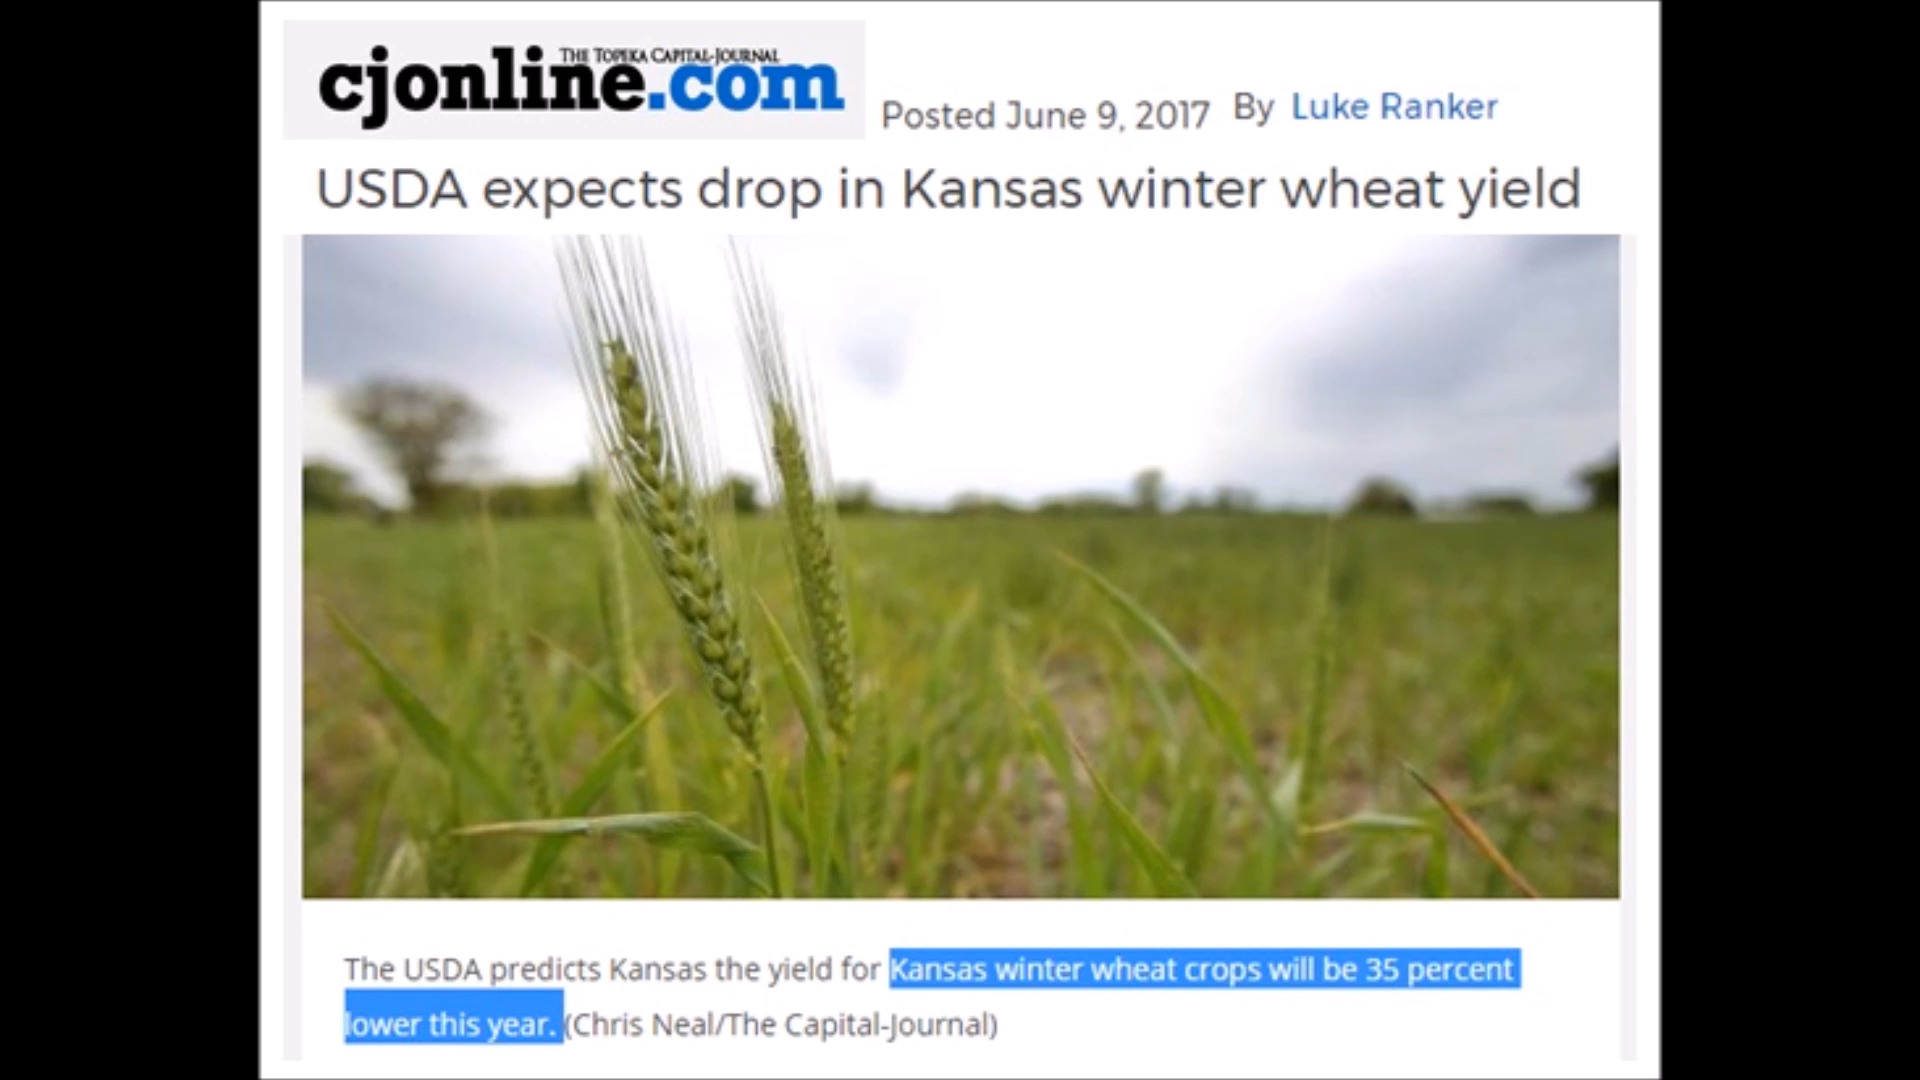 THE TOPEKA CAPITAL-JOURNAL
cjonline.com
Posted June 9, 2017 By Luke Ranker
USDA expects drop in Kansas winter wheat yield
The USDA predicts Kansas the yield for Kansas winter wheat crops will be 35 percent
lower this year. (Chris Neal/The Capital-Journal)